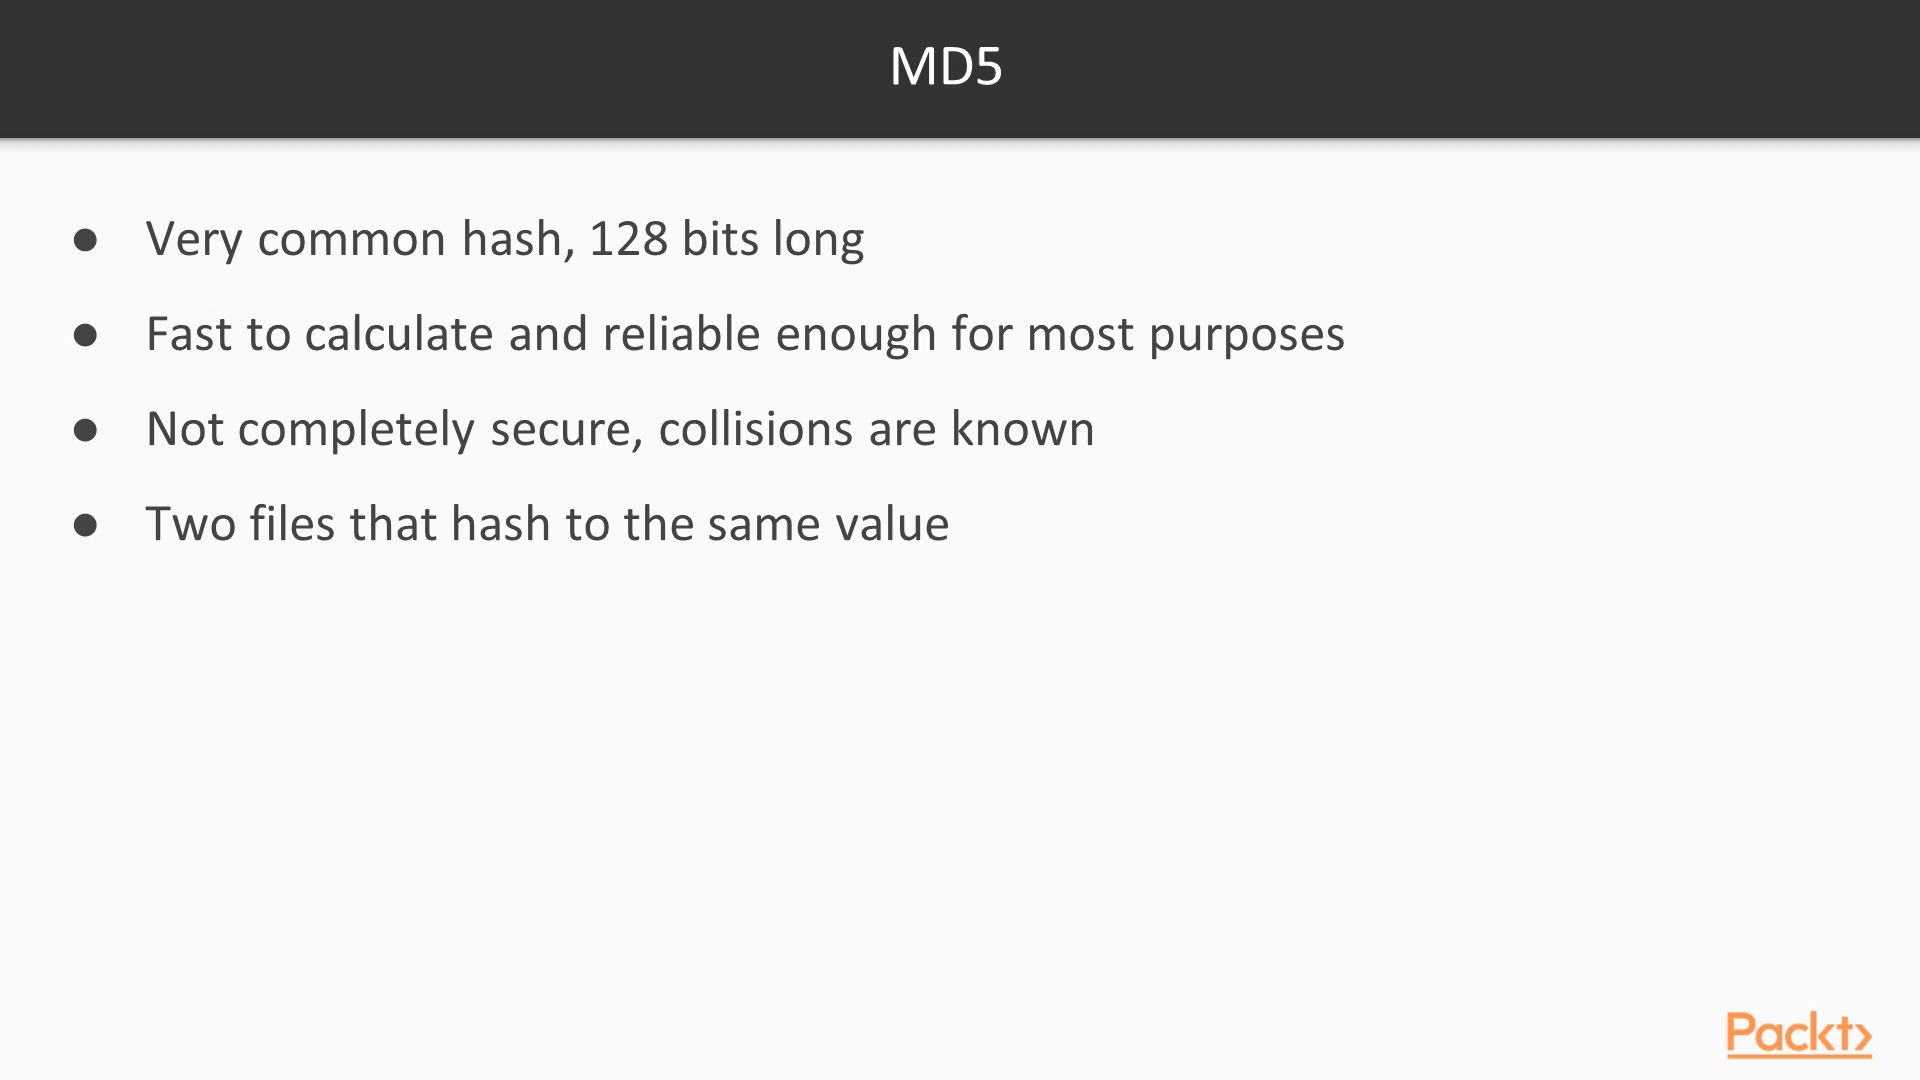 MD5
● Very common hash, 128 bits long
● Fast to calculate and reliable enough for most purposes
● Not completely secure, collisions are known
● Two files that hash to the same value
Packt>